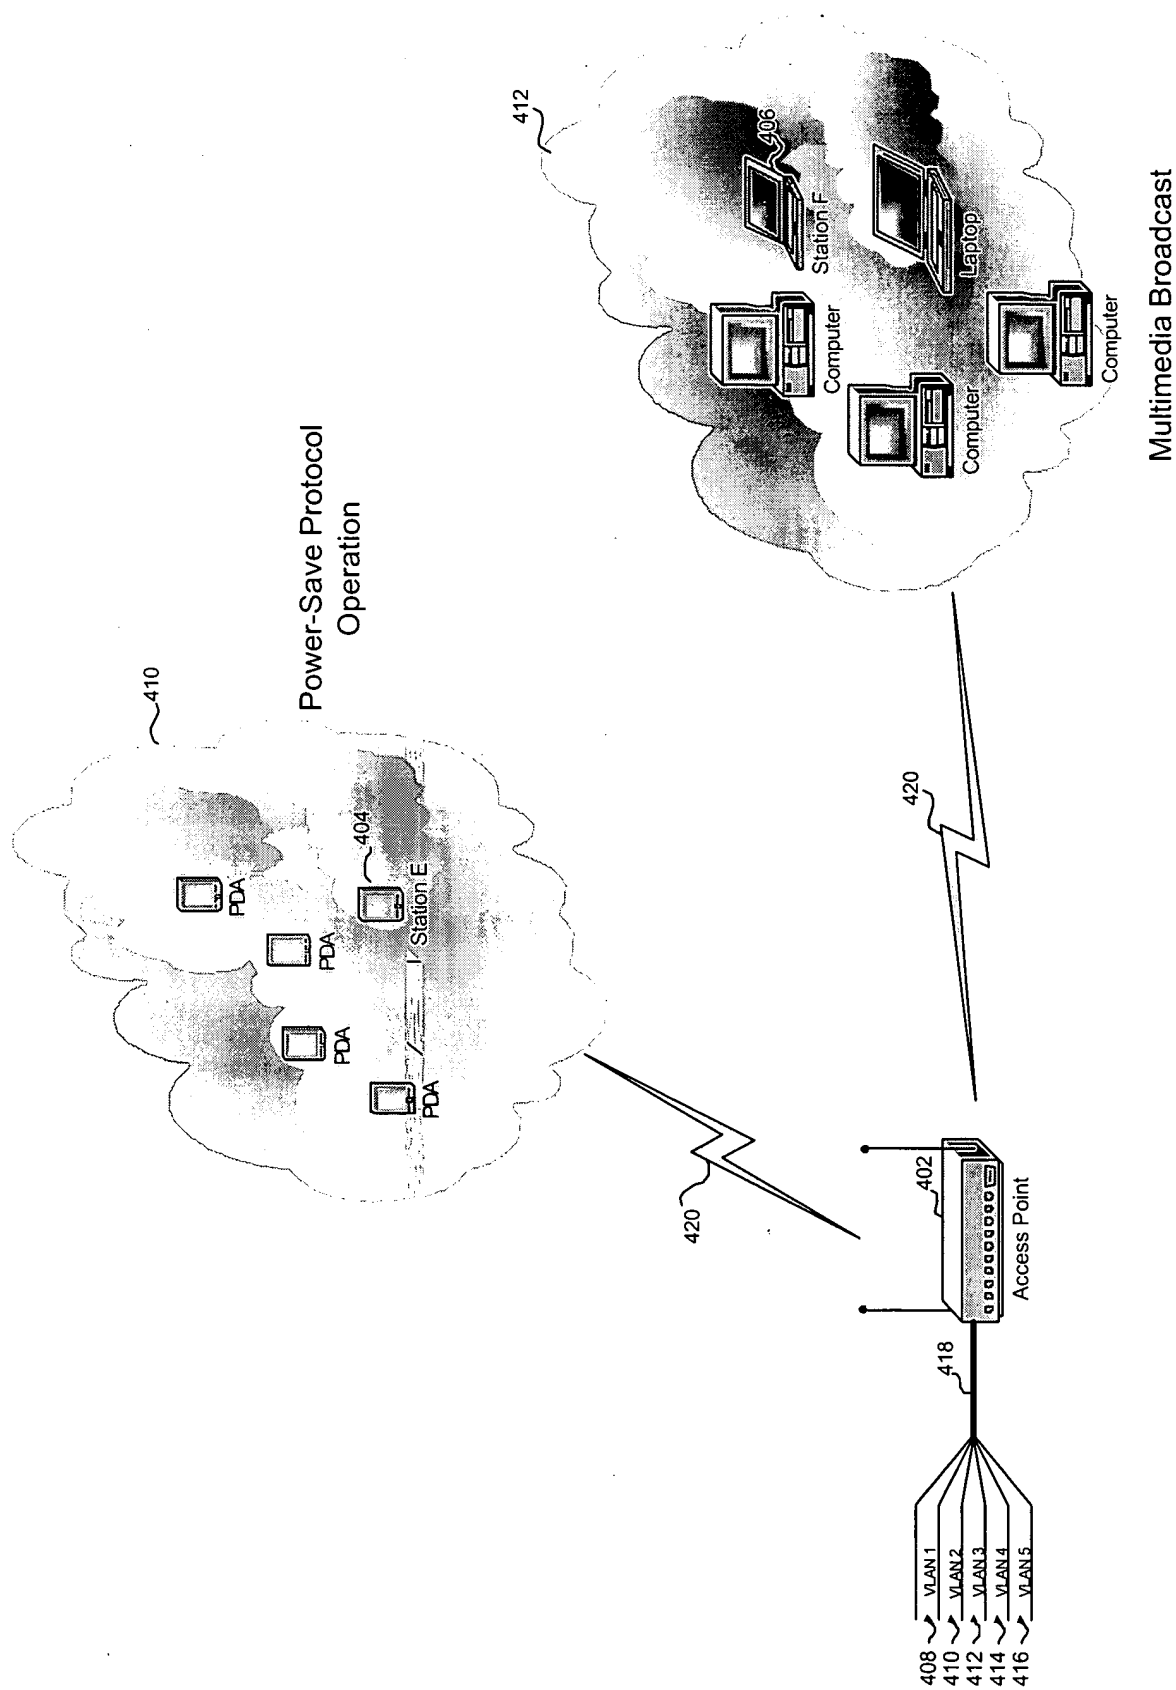 412
406
Station F
Laptop
Computer
Computer
Computer
Multimedia Broadcast
Power-Save Protocol
Operation
410
404
Station E
PDA
PDA
PDA
PDA
420
420
402
Access Point
418
408
VLAN 1
410
VLAN 2
412
VLAN 3
414
VLAN 4
416
VLAN 5